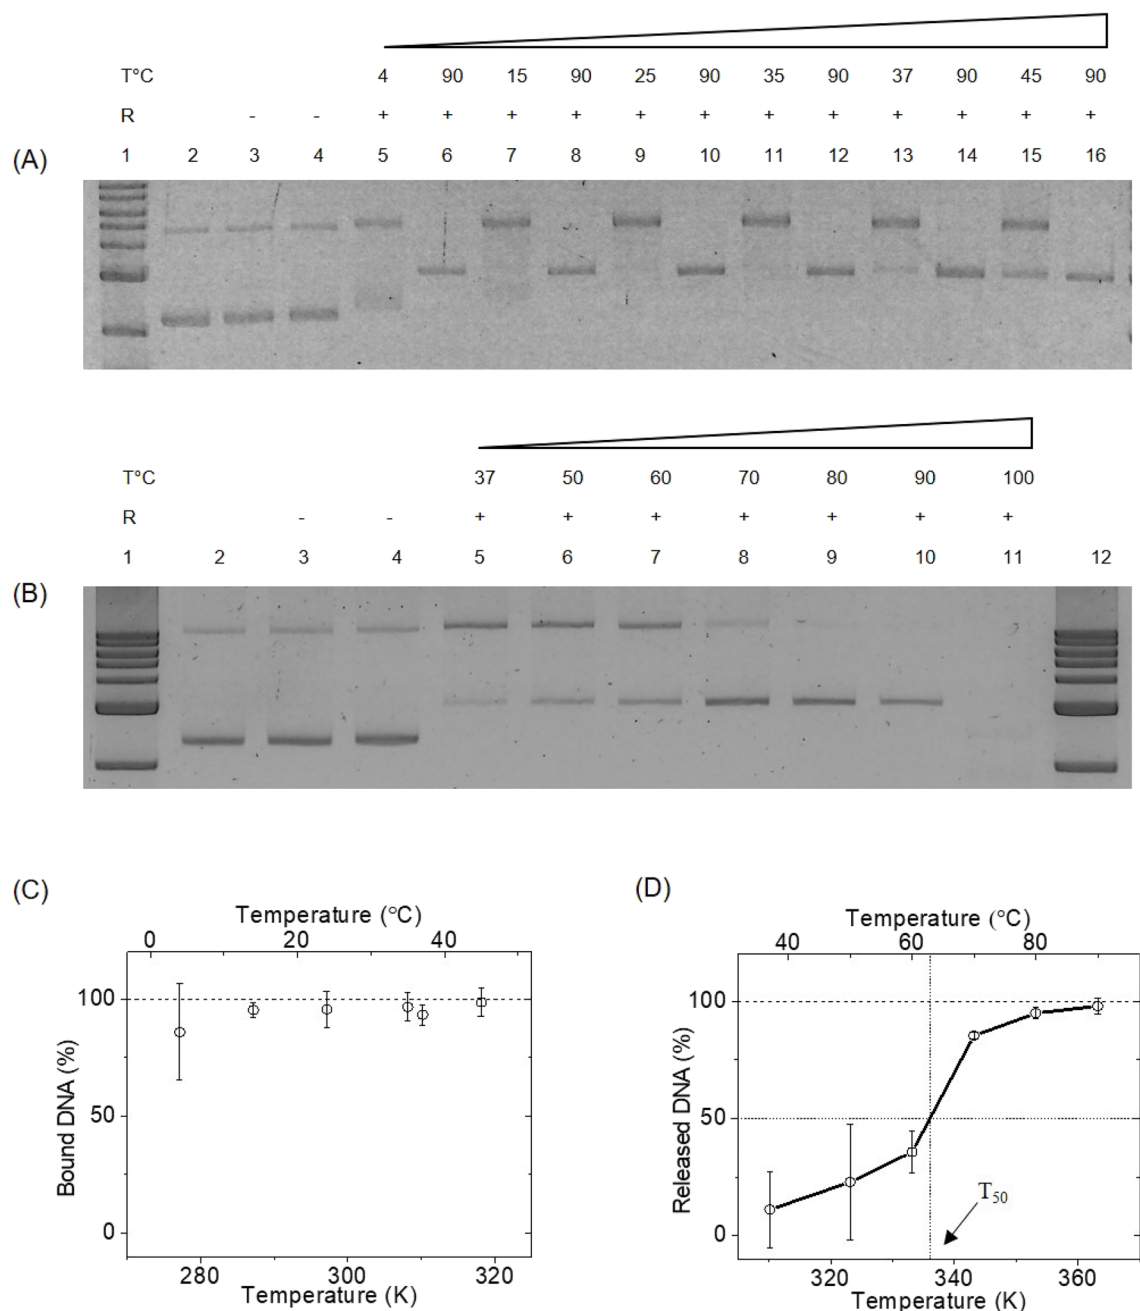 T°C 4 90 15 90 25 90 35 90 37 90 45 90
R - - + + + + + + + + + + + +
(A) 1 2 3 4 5 6 7 8 9 10 11 12 13 14 15 16
T°C 37 50 60 70 80 90 100
R - - + + + + + + +
(B) 1 2 3 4 5 6 7 8 9 10 11 12
(C)
Temperature (°C)
0 20 40
100
50
0
Bound DNA (%)
280 300 320
Temperature (K)
(D)
Temperature (°C)
40 60 80
100
50
0
Released DNA (%)
T50
320 340 360
Temperature (K)